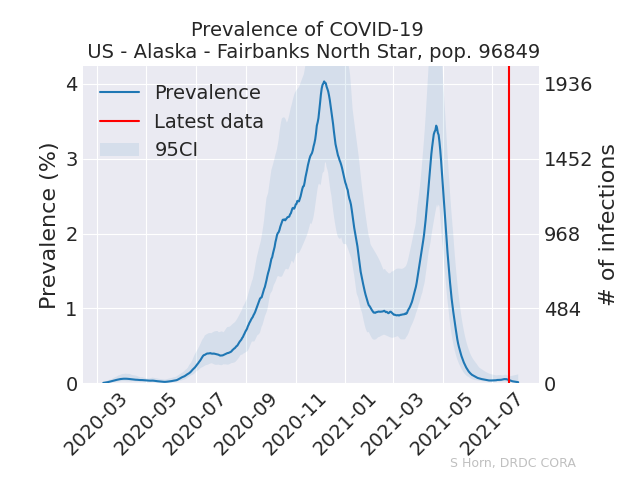 Prevalence of COVID-19
US - Alaska - Fairbanks North Star, pop. 96849
Prevalence
Latest data
95CI
Prevalence (%)
4
3
2
1
0
1936
1452
968
484
0
# of infections
2020-03
2020-05
2020-07
2020-09
2020-11
2021-01
2021-03
2021-05
2021-07
S Horn, DRDC CORA